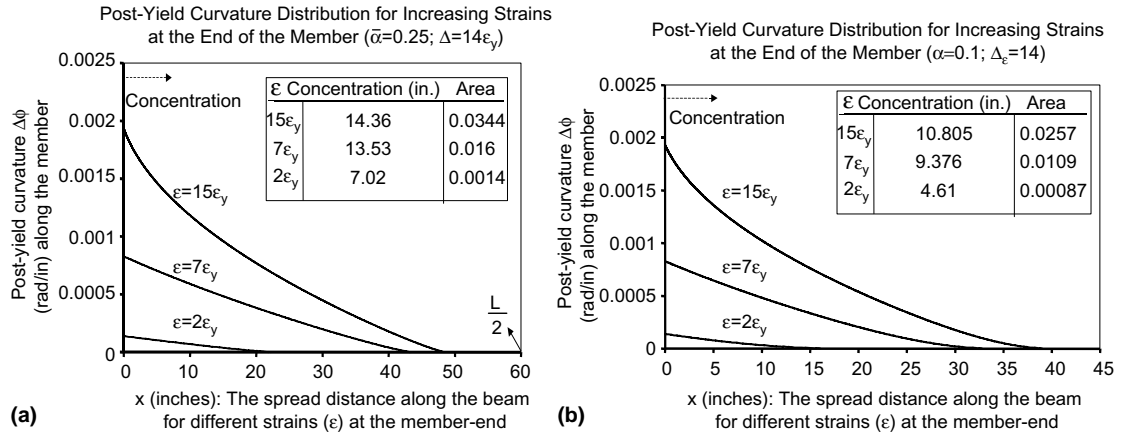 Post-Yield Curvature Distribution for Increasing Strains
at the End of the Member (ᾱ=0.25; Δ=14εy)
Post-yield curvature Δϕ
(rad/in) along the member
0.0025
0.002
0.0015
0.001
0.0005
0
Concentration
ε Concentration (in.) Area
15εy 14.36 0.0344
7εy 13.53 0.016
2εy 7.02 0.0014
ε=15εy
ε=7εy
ε=2εy
L
2
0 10 20 30 40 50 60
x (inches): The spread distance along the beam
for different strains (ε) at the member-end
(a)
Post-Yield Curvature Distribution for Increasing Strains
at the End of the Member (α=0.1; Δε=14)
Post-yield curvature Δϕ
(rad/in) along the member
0.0025
0.002
0.0015
0.001
0.0005
0
Concentration
ε Concentration (in.) Area
15εy 10.805 0.0257
7εy 9.376 0.0109
2εy 4.61 0.00087
ε=15εy
ε=7εy
ε=2εy
0 5 10 15 20 25 30 35 40 45
x (inches): The spread distance along the beam
for different strains (ε) at the member-end
(b)